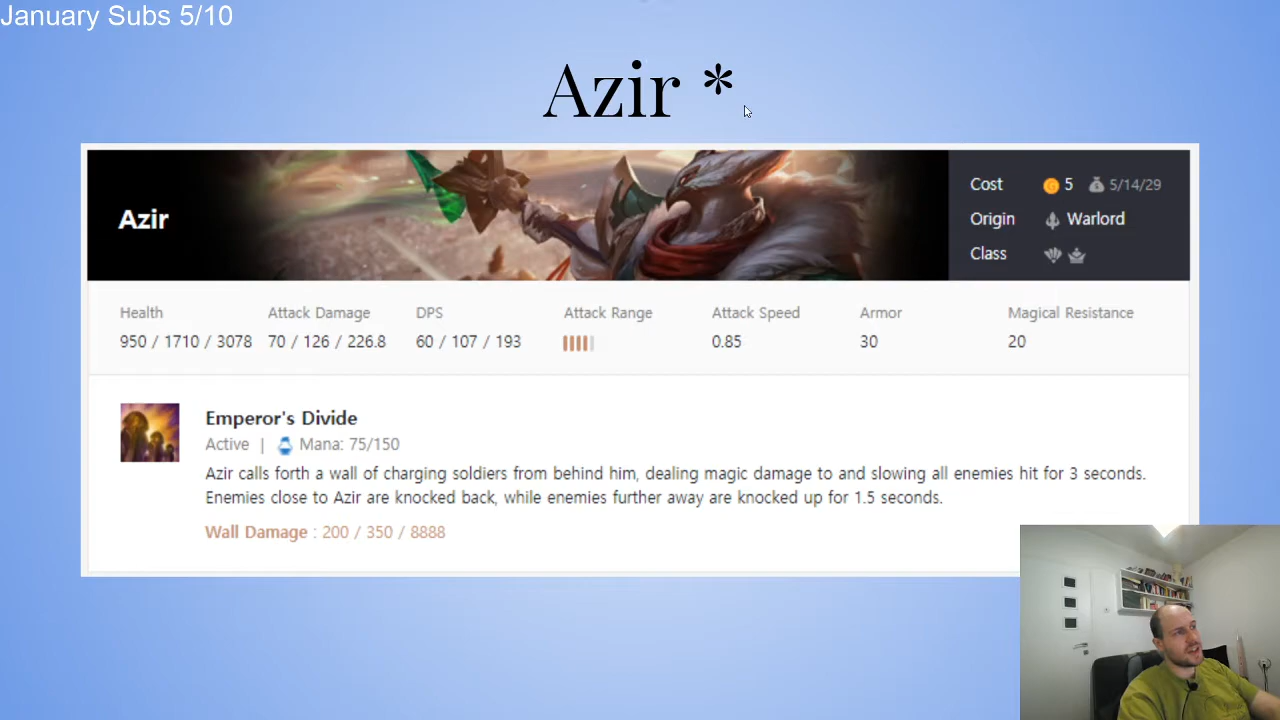 January Subs 5/10
Azir *
Azir
Cost 5 5/14/29
Origin Warlord
Class
Health Attack Damage DPS Attack Range Attack Speed Armor Magical Resistance
950 / 1710 / 3078 70 / 126 / 226.8 60 / 107 / 193 0.85 30 20
Emperor's Divide
Active | Mana: 75/150
Azir calls forth a wall of charging soldiers from behind him, dealing magic damage to and slowing all enemies hit for 3 seconds.
Enemies close to Azir are knocked back, while enemies further away are knocked up for 1.5 seconds.
Wall Damage : 200 / 350 / 8888